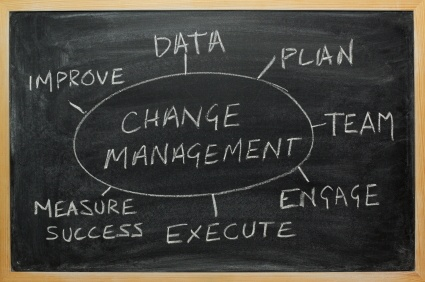 DATA
PLAN
IMPROVE
CHANGE
MANAGEMENT
TEAM
ENGAGE
MEASURE
SUCCESS
EXECUTE